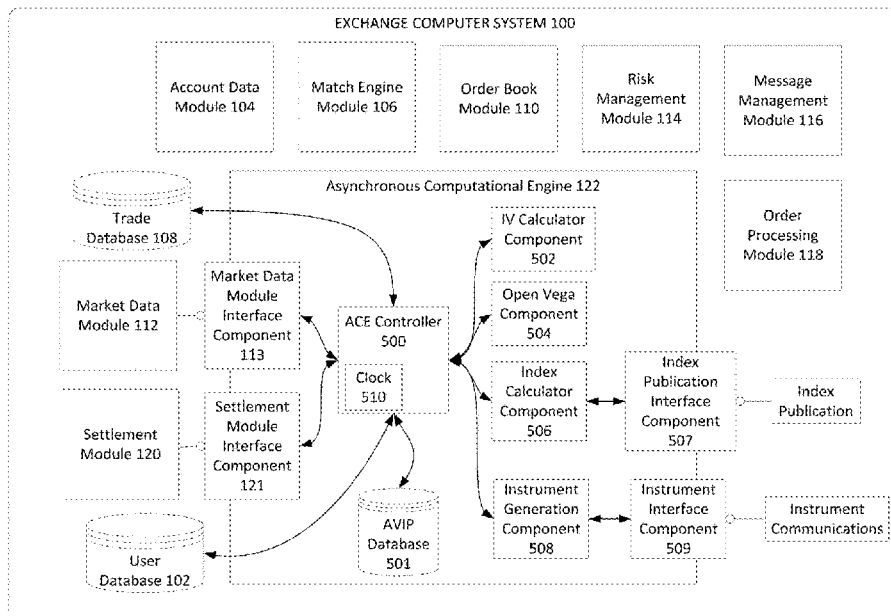 EXCHANGE COMPUTER SYSTEM 100
Account Data
Module 104
Match Engine
Module 106
Order Book
Module 110
Risk
Management
Module 114
Message
Management
Module 116
Asynchronous Computational Engine 122
Trade
Database 108
IV Calculator
Component
502
Order
Processing
Module 118
Market Data
Module 112
Market Data
Module
Interface
Component
113
ACE Controller
500
Clock
510
Open Vega
Component
504
Index
Calculator
Component
506
Index
Publication
Interface
Component
507
Index
Publication
Settlement
Module 120
Settlement
Module
Interface
Component
121
User
Database 102
AVIP
Database
501
Instrument
Generation
Component
508
Instrument
Interface
Component
509
Instrument
Communications